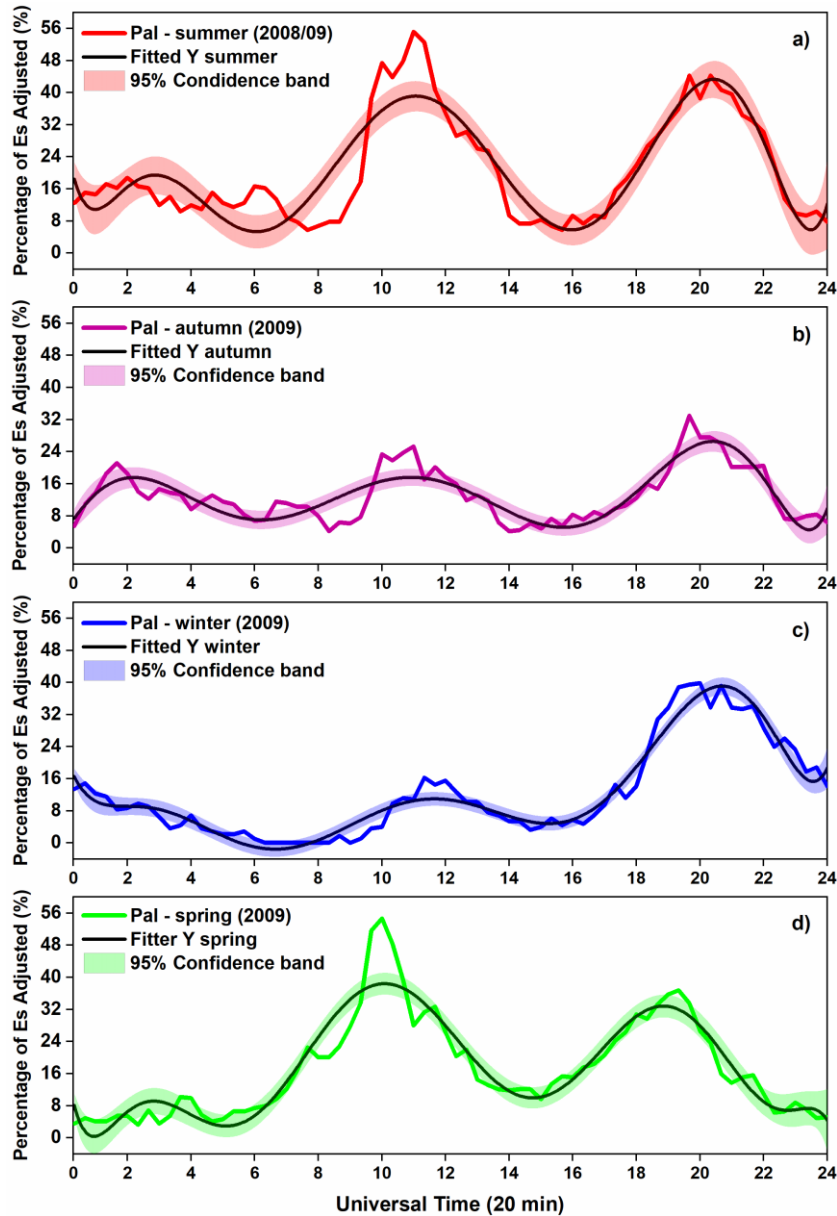 Percentage of Es Adjusted (%)
56
48
40
32
24
16
8
0
Pal - summer (2008/09)
Fitted Y summer
95% Condidence band
a)
0 2 4 6 8 10 12 14 16 18 20 22 24
Percentage of Es Adjusted (%)
56
48
40
32
24
16
8
0
Pal - autumn (2009)
Fitted Y autumn
95% Confidence band
b)
0 2 4 6 8 10 12 14 16 18 20 22 24
Percentage of Es Adjusted (%)
56
48
40
32
24
16
8
0
Pal - winter (2009)
Fitted Y winter
95% Confidence band
c)
0 2 4 6 8 10 12 14 16 18 20 22 24
Percentage of Es Adjusted (%)
56
48
40
32
24
16
8
0
Pal - spring (2009)
Fitter Y spring
95% Confidence band
d)
0 2 4 6 8 10 12 14 16 18 20 22 24
Universal Time (20 min)